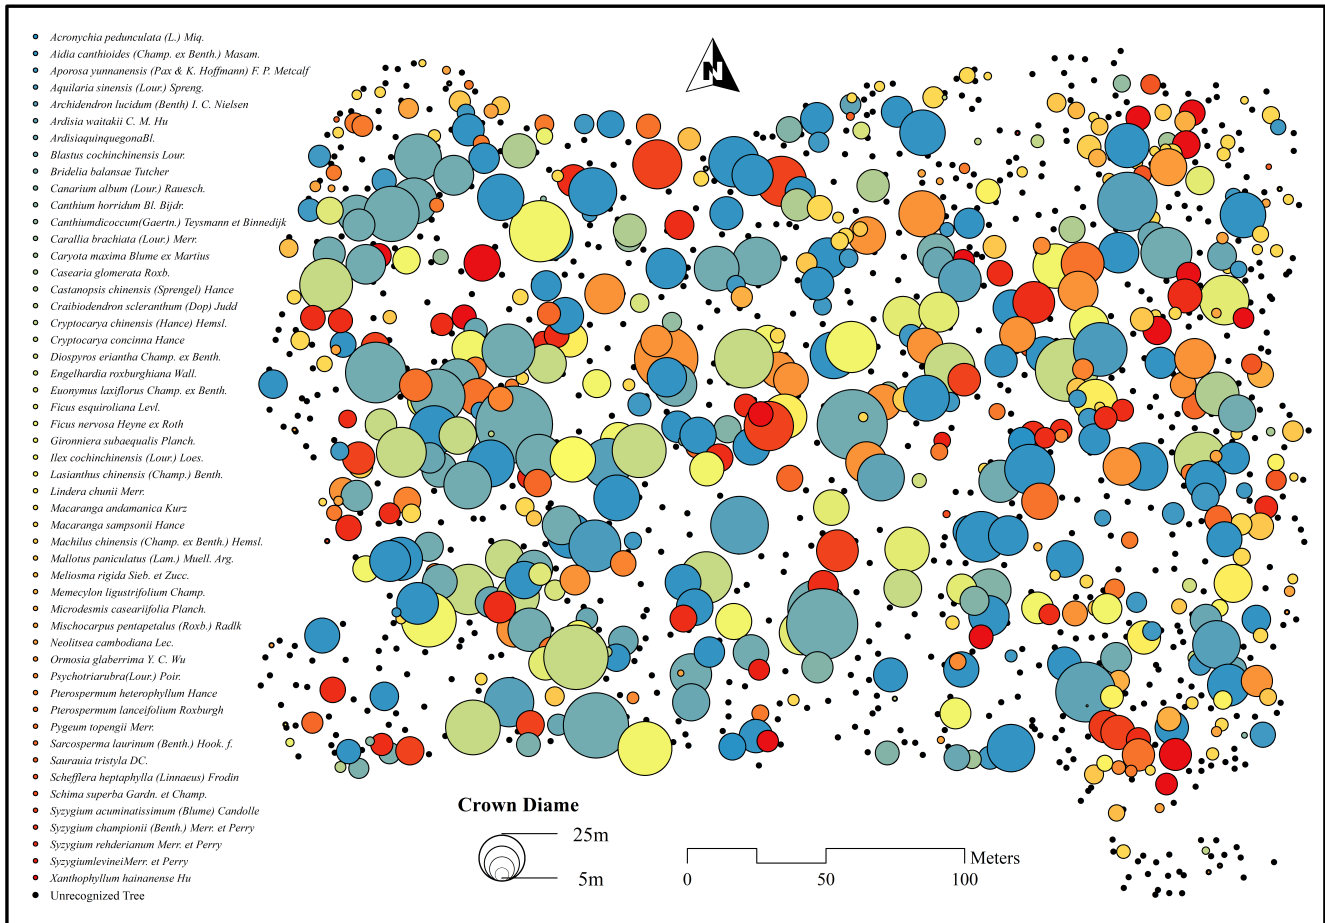 Acronychia pedunculata (L.) Miq.
Aidia canthioides (Champ. ex Benth.) Masam.
Aporosa yunnanensis (Pax & K. Hoffmann) F. P. Metcalf
Aquilaria sinensis (Lour.) Spreng.
Archidendron lucidum (Benth) I. C. Nielsen
Ardisia waitakii C. M. Hu
ArdisiaquinquegonaBl.
Blastus cochinchinensis Lour.
Bridelia balansae Tutcher
Canarium album (Lour.) Rauesch.
Canthium horridum Bl. Bijdr.
Canthiumdicoccum(Gaertn.) Teysmann et Binnedijk
Carallia brachiata (Lour.) Merr.
Caryota maxima Blume ex Martius
Casearia glomerata Roxb.
Castanopsis chinensis (Sprengel) Hance
Craibiodendron scleranthum (Dop) Judd
Cryptocarya chinensis (Hance) Hemsl.
Cryptocarya concinna Hance
Diospyros eriantha Champ. ex Benth.
Engelhardia roxburghiana Wall.
Euonymus laxiflorus Champ. ex Benth.
Ficus esquiroliana Levl.
Ficus nervosa Heyne ex Roth
Gironniera subaequalis Planch.
Ilex cochinchinensis (Lour.) Loes.
Lasianthus chinensis (Champ.) Benth.
Lindera chunii Merr.
Macaranga andamanica Kurz
Macaranga sampsonii Hance
Machilus chinensis (Champ. ex Benth.) Hemsl.
Mallotus paniculatus (Lam.) Muell. Arg.
Meliosma rigida Sieb. et Zucc.
Memecylon ligustrifolium Champ.
Microdesmis caseariifolia Planch.
Mischocarpus pentapetalus (Roxb.) Radlk
Neolitsea cambodiana Lec.
Ormosia glaberrima Y. C. Wu
Psychotriarubra(Lour.) Poir.
Pterospermum heterophyllum Hance
Pterospermum lanceifolium Roxburgh
Pygeum topengii Merr.
Sarcosperma laurinum (Benth.) Hook. f.
Saurauia tristyla DC.
Schefflera heptaphylla (Linnaeus) Frodin
Schima superba Gardn. et Champ.
Syzygium acuminatissimum (Blume) Candolle
Syzygium championii (Benth.) Merr. et Perry
Syzygium rehderianum Merr. et Perry
SyzygiumlevineiMerr. et Perry
Xanthophyllum hainanense Hu
Unrecognized Tree
N
Crown Diame
25m
5m
Meters
0 50 100